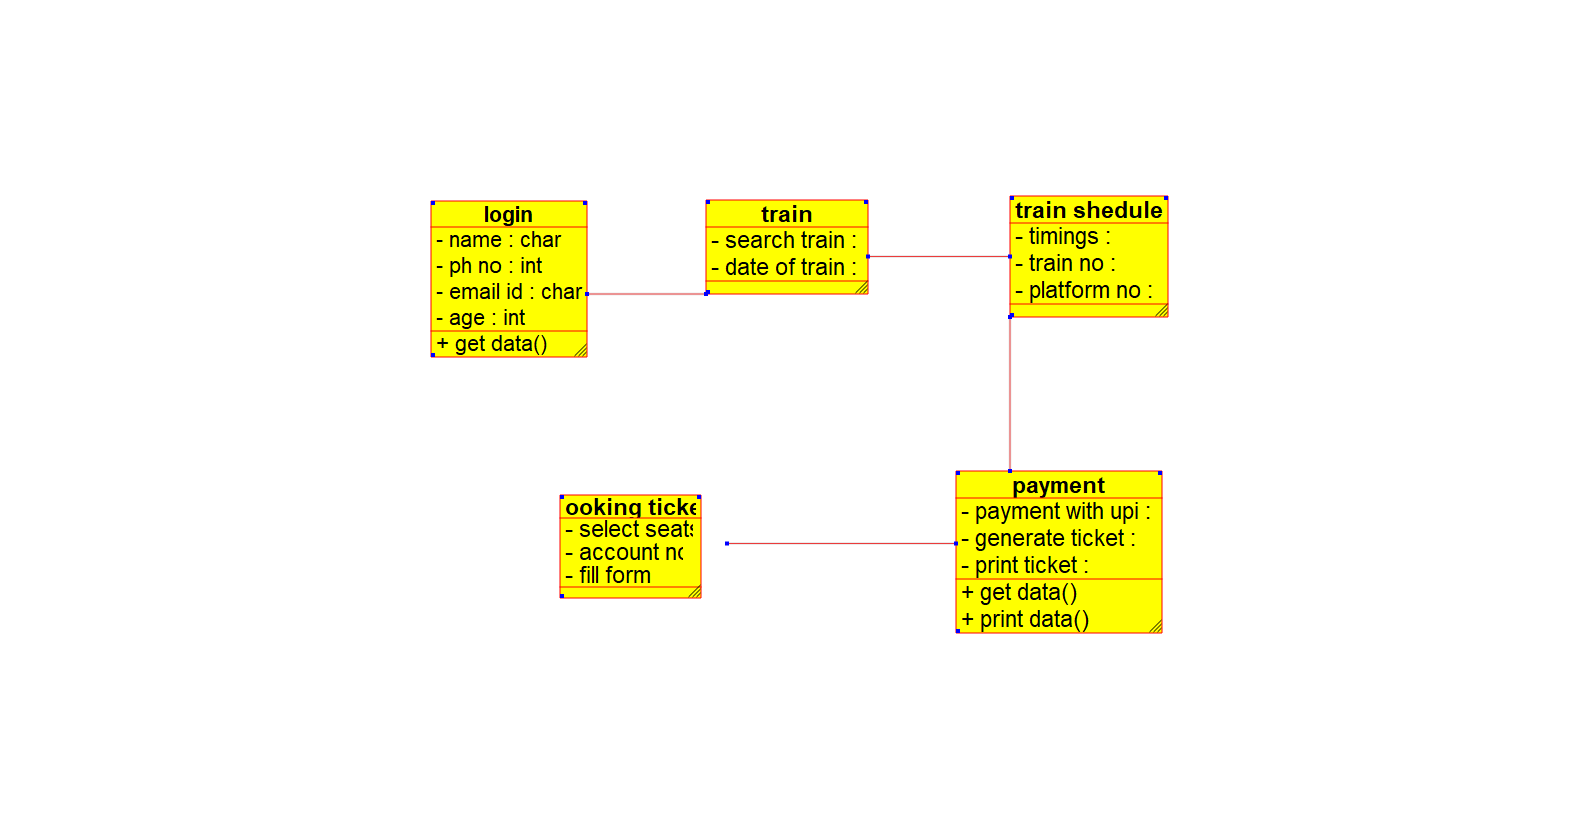 login
- name : char
- ph no : int
- email id : char
- age : int
+ get data()
train
- search train :
- date of train :
train shedule
- timings :
- train no :
- platform no :
ooking ticke
- select seats
- account no
- fill form
payment
- payment with upi :
- generate ticket :
- print ticket :
+ get data()
+ print data()